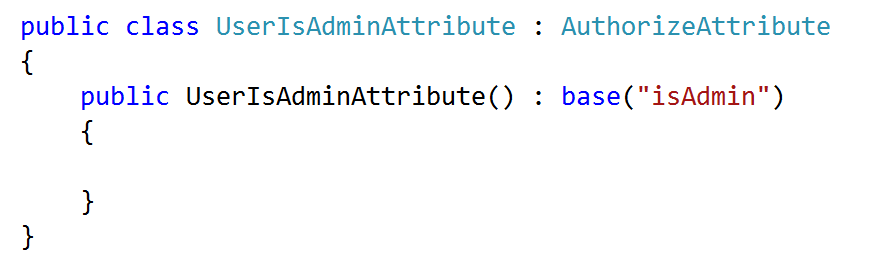 public class UserIsAdminAttribute : AuthorizeAttribute
{
    public UserIsAdminAttribute() : base("isAdmin")
    {
    }
}